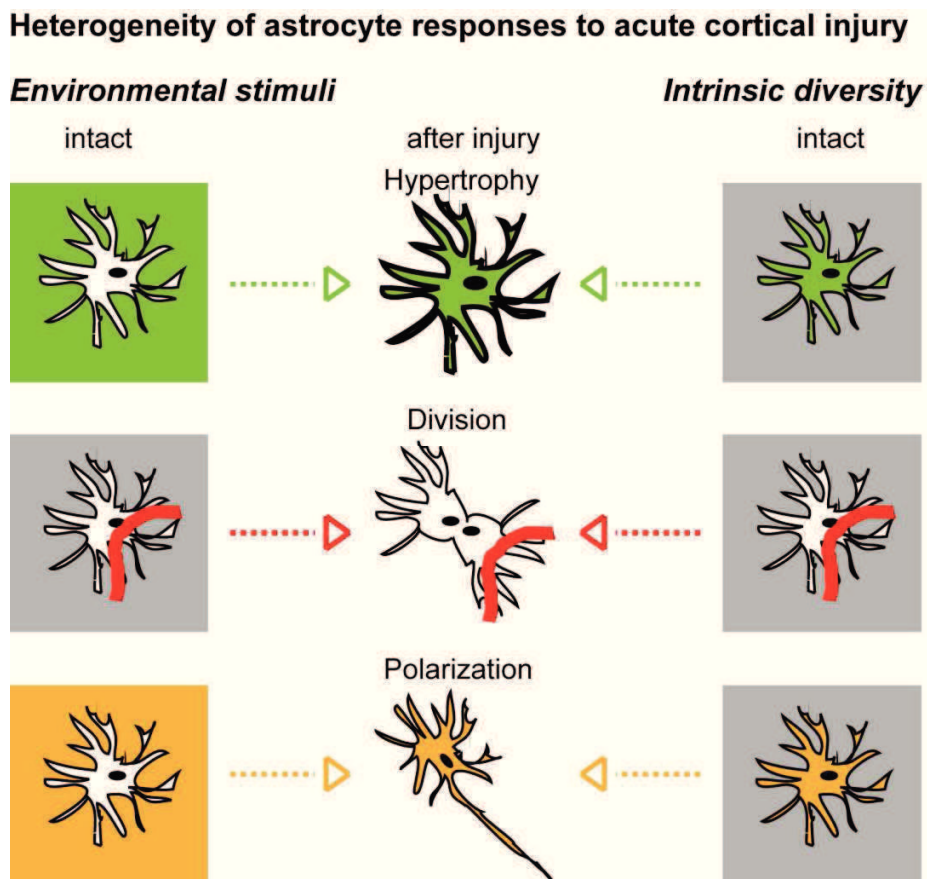 Heterogeneity of astrocyte responses to acute cortical injury
Environmental stimuli
Intrinsic diversity
intact
after injury
intact
Hypertrophy
Division
Polarization